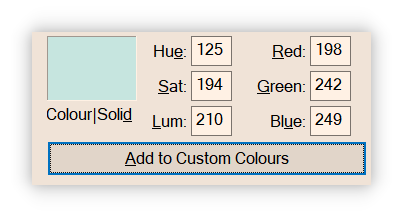 Hue: 125 Red: 198
Sat: 194 Green: 242
Colour|Solid Lum: 210 Blue: 249
Add to Custom Colours